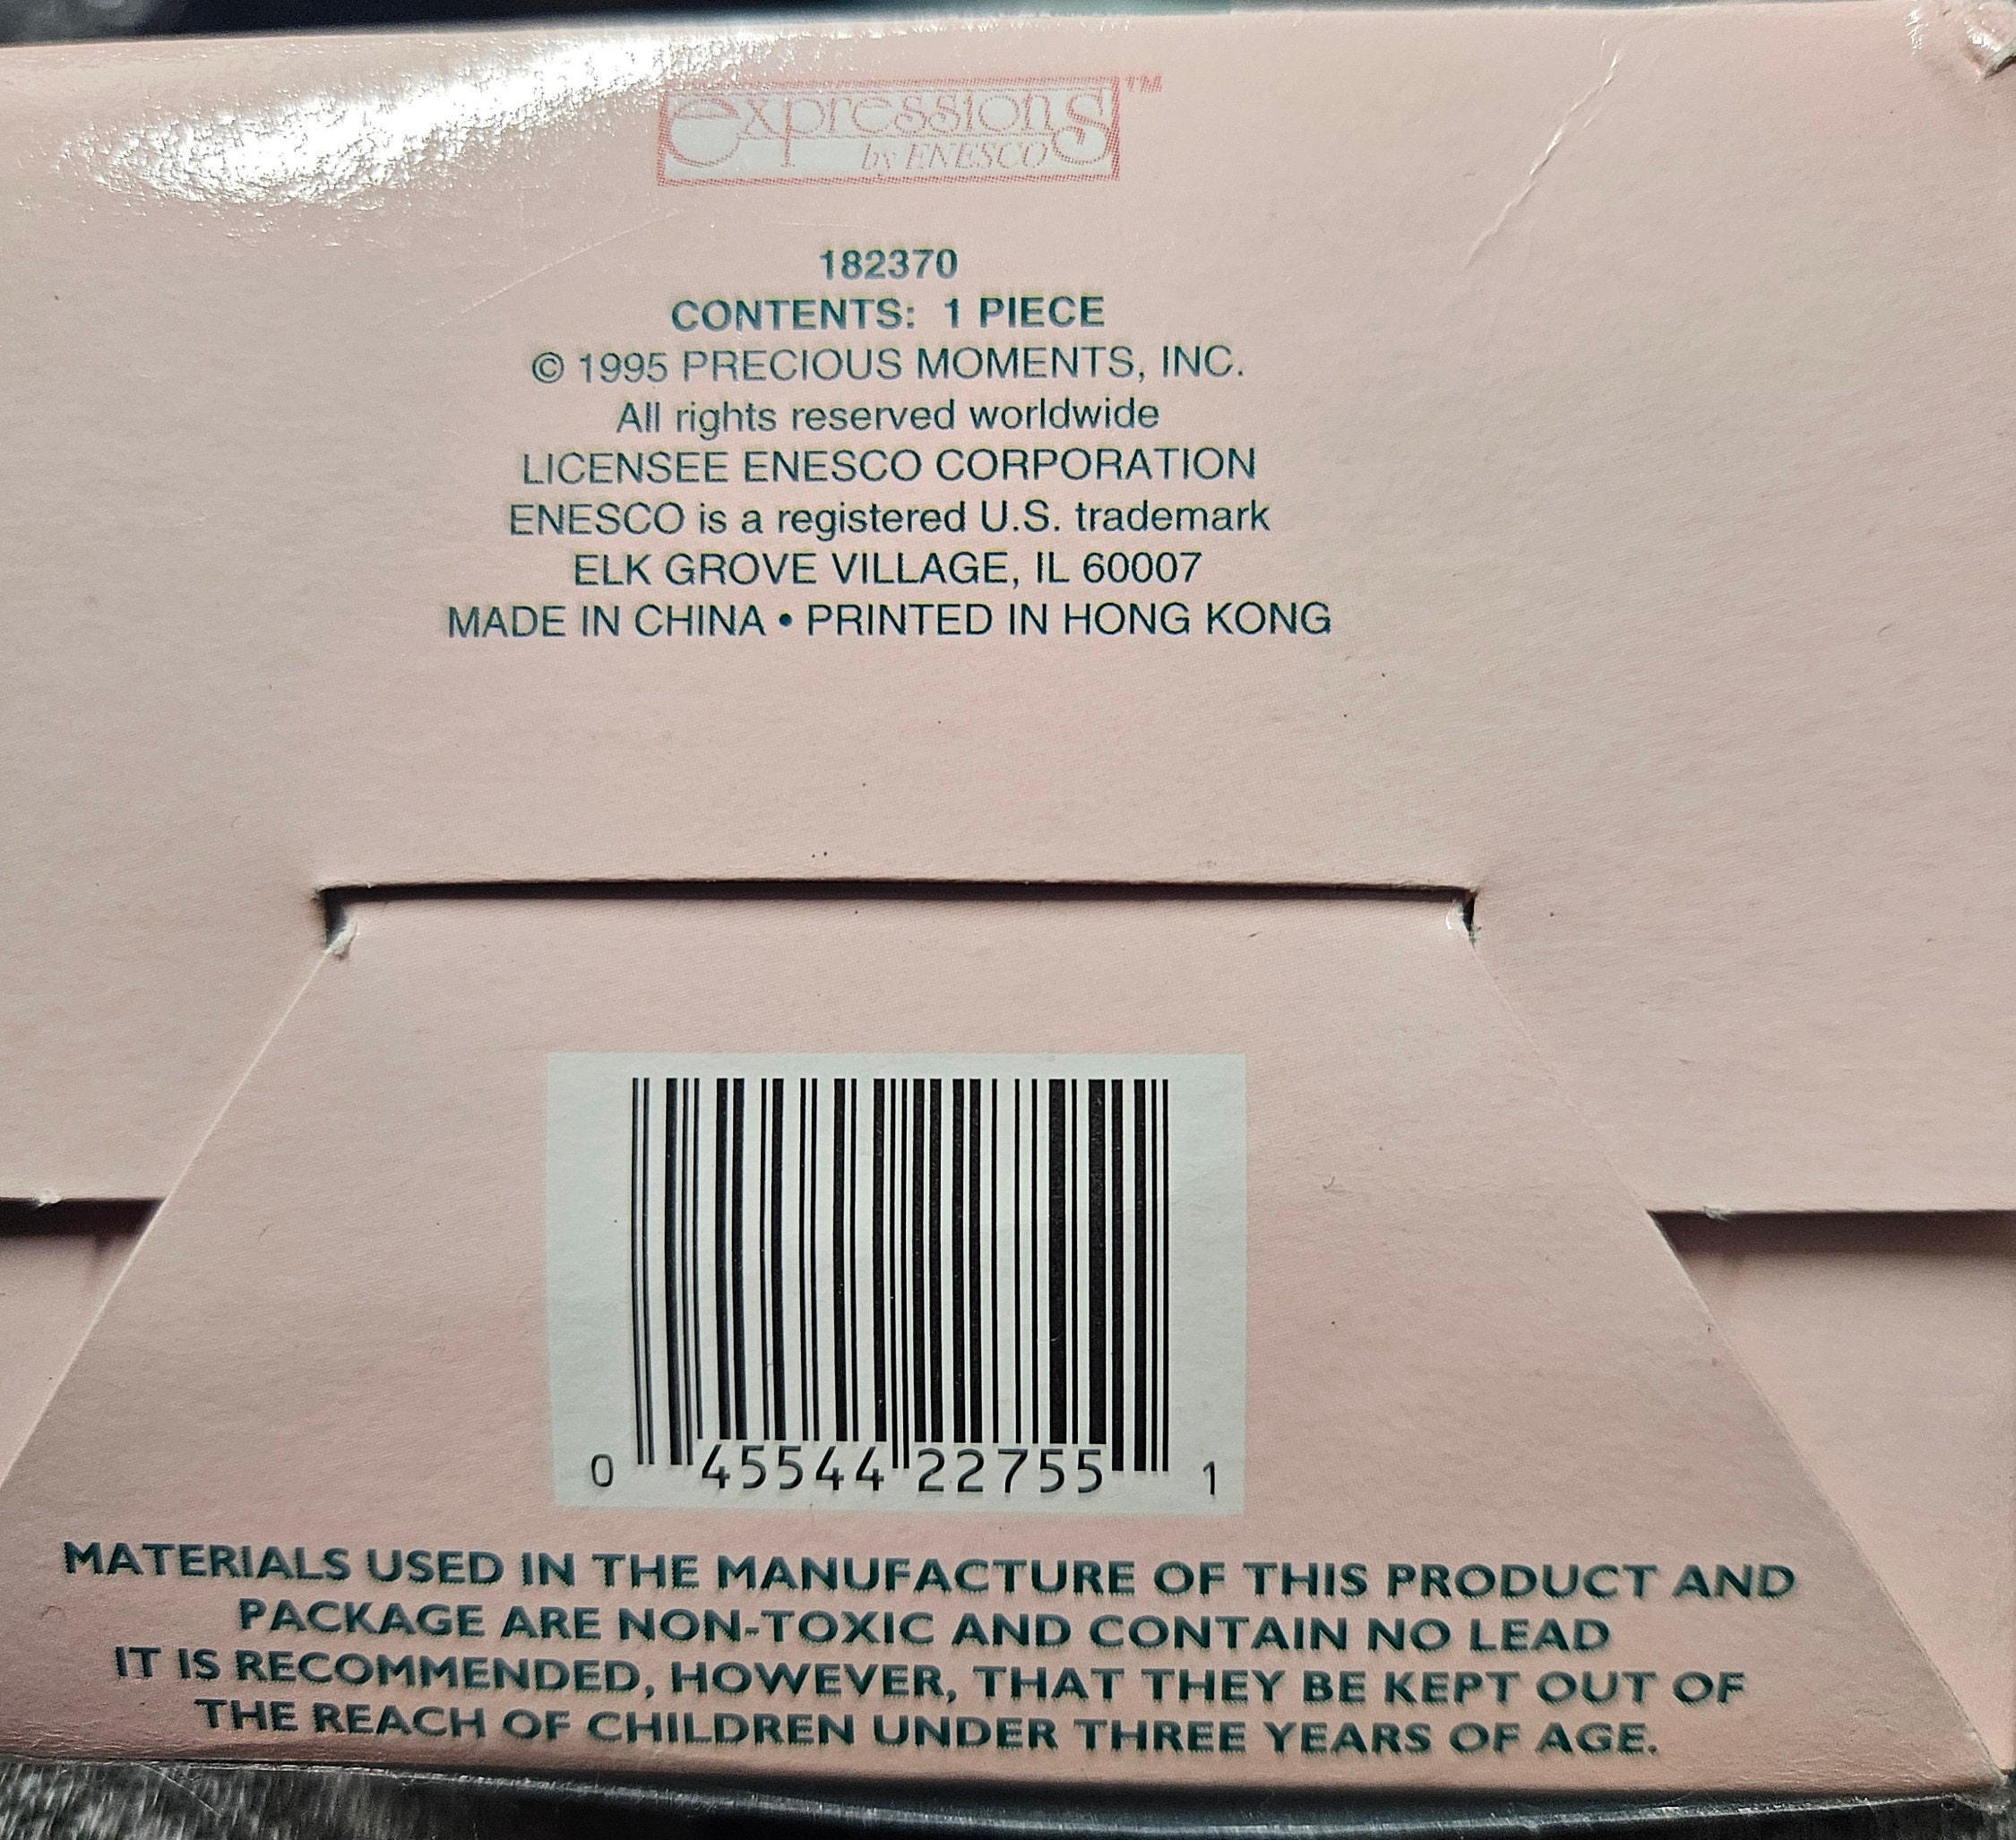 expressions™
by ENESCO
182370
CONTENTS: 1 PIECE
© 1995 PRECIOUS MOMENTS, INC.
All rights reserved worldwide
LICENSEE ENESCO CORPORATION
ENESCO is a registered U.S. trademark
ELK GROVE VILLAGE, IL 60007
MADE IN CHINA • PRINTED IN HONG KONG
0 45544 22755 1
MATERIALS USED IN THE MANUFACTURE OF THIS PRODUCT AND
PACKAGE ARE NON-TOXIC AND CONTAIN NO LEAD
IT IS RECOMMENDED, HOWEVER, THAT THEY BE KEPT OUT OF
THE REACH OF CHILDREN UNDER THREE YEARS OF AGE.